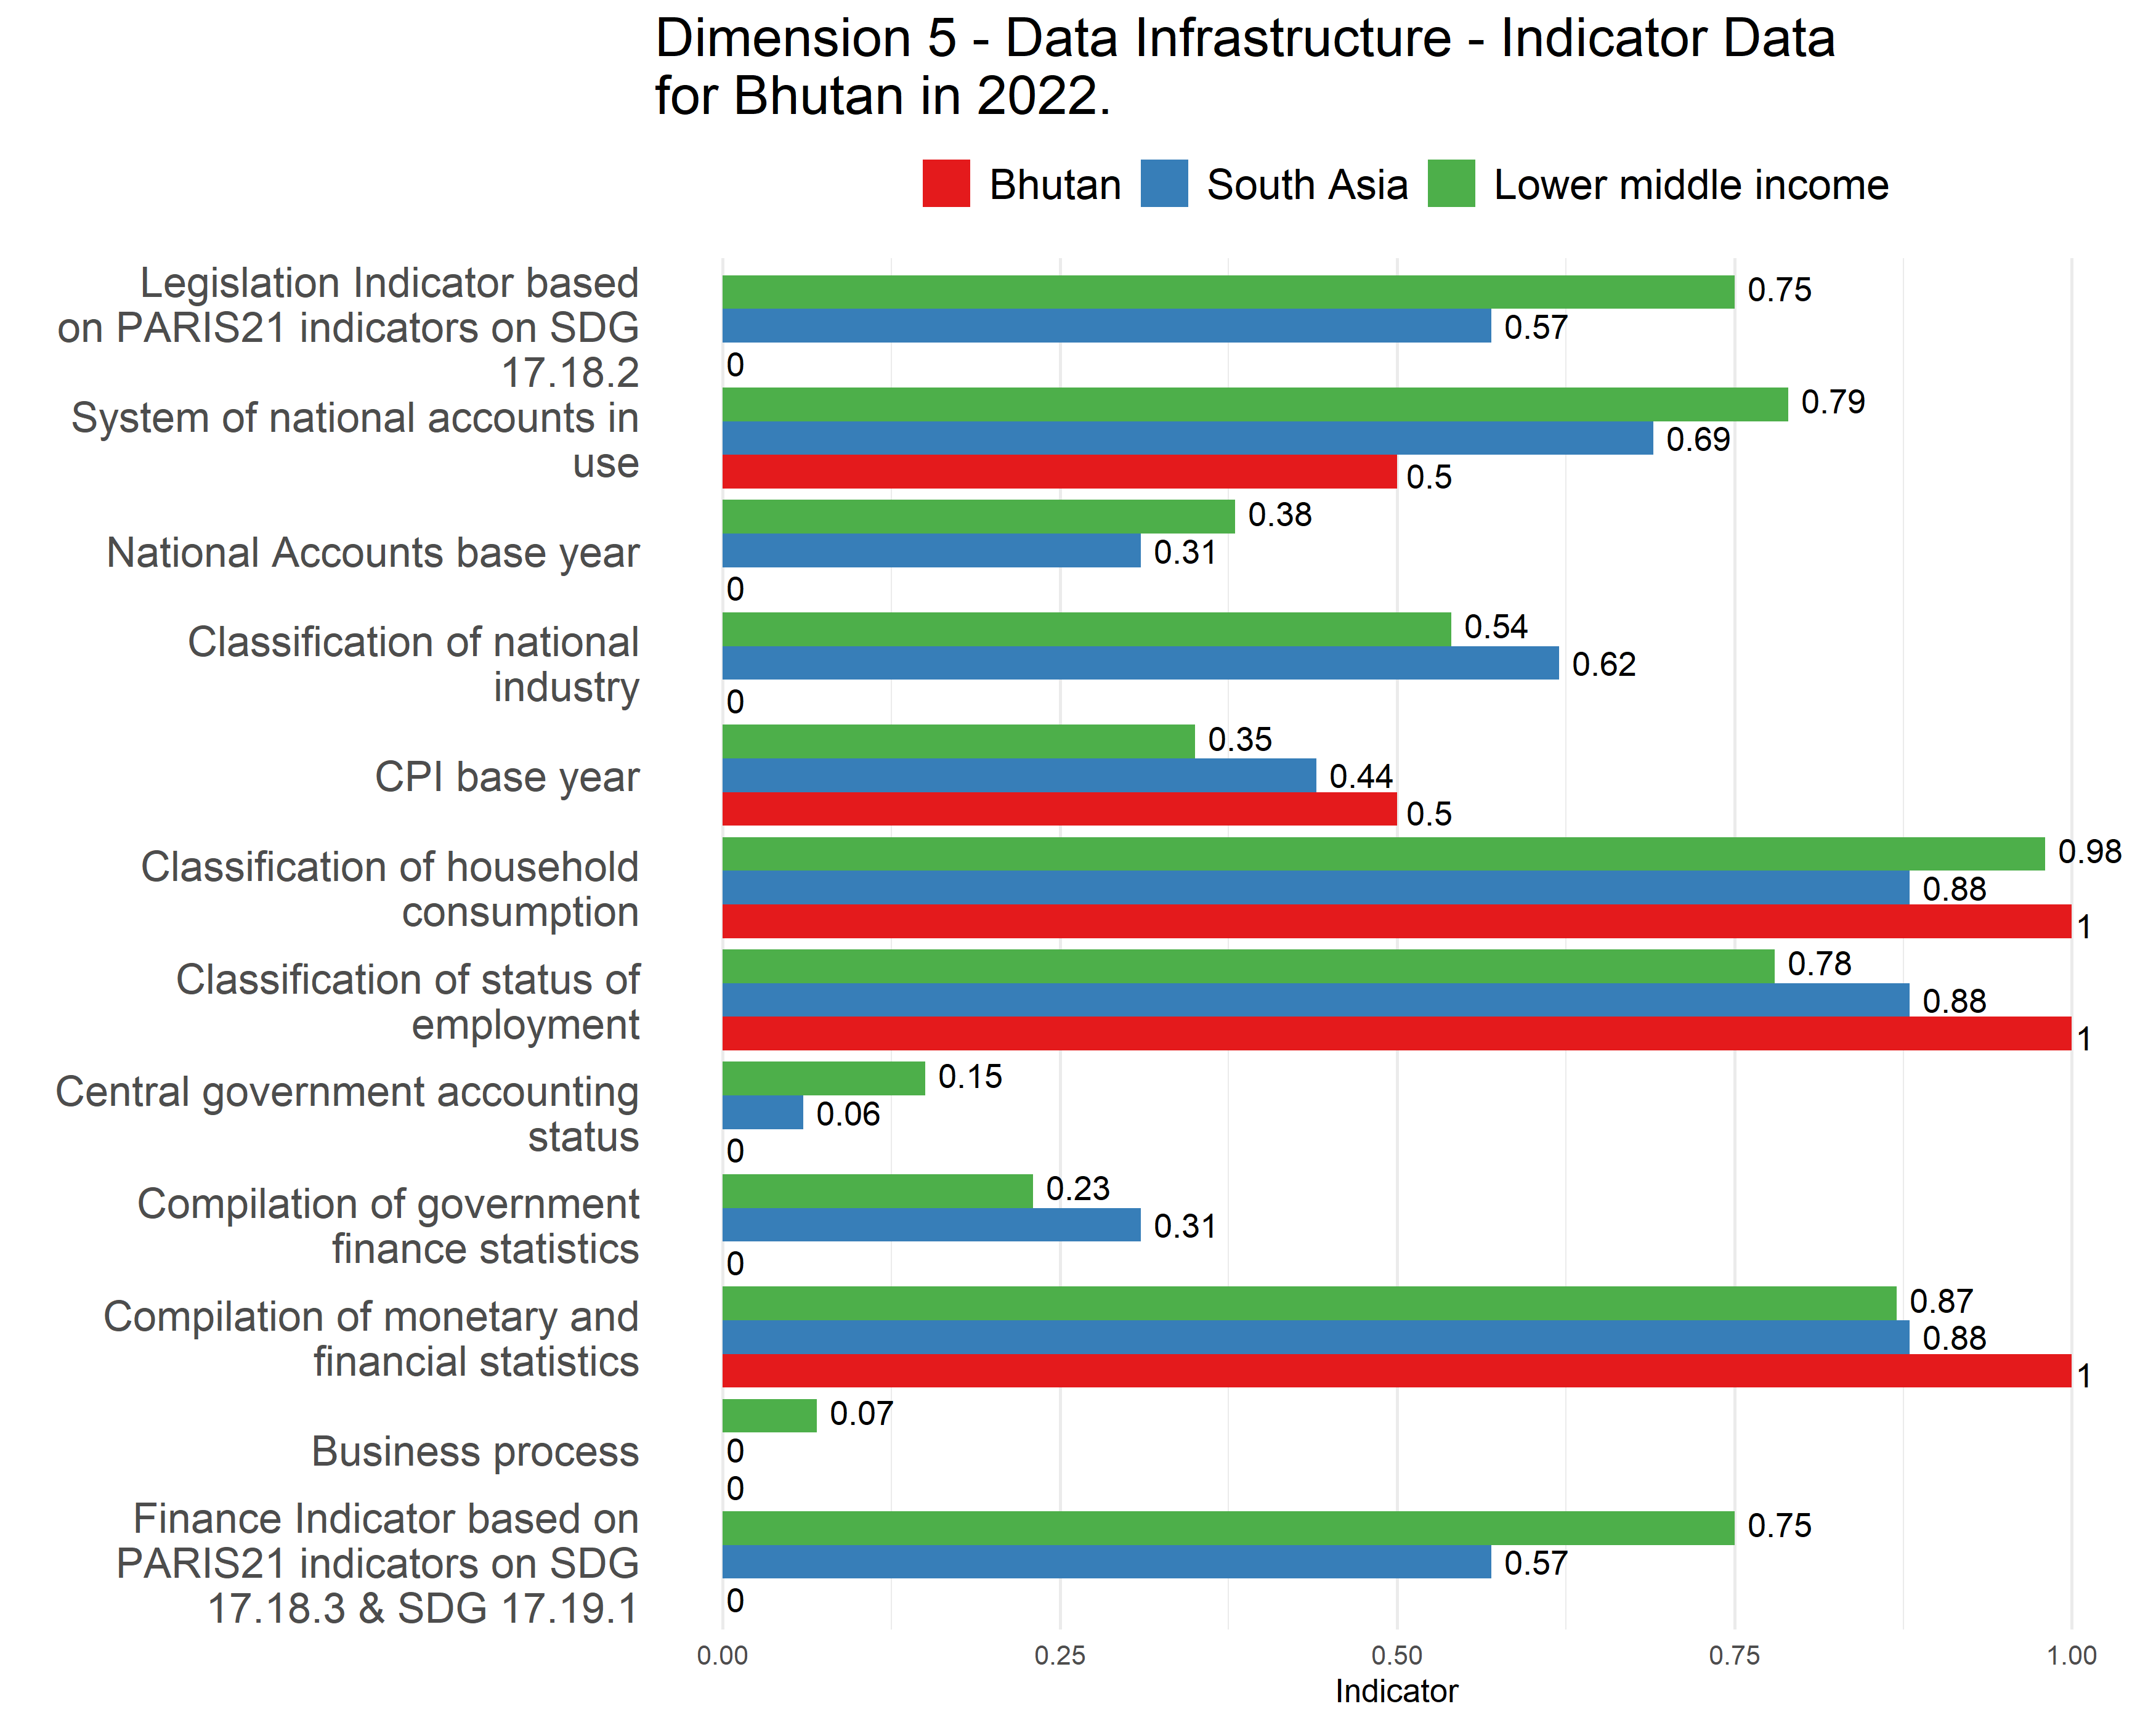 Dimension 5 - Data Infrastructure - Indicator Data
for Bhutan in 2022.
Bhutan South Asia Lower middle income
Legislation Indicator based
on PARIS21 indicators on SDG
17.18.2
0.75
0.57
0
System of national accounts in
use
0.79
0.69
0.5
National Accounts base year
0.38
0.31
0
Classification of national
industry
0.54
0.62
0
CPI base year
0.35
0.44
0.5
Classification of household
consumption
0.98
0.88
1
Classification of status of
employment
0.78
0.88
1
Central government accounting
status
0.15
0.06
0
Compilation of government
finance statistics
0.23
0.31
0
Compilation of monetary and
financial statistics
0.87
0.88
1
Business process
0.07
0
0
Finance Indicator based on
PARIS21 indicators on SDG
17.18.3 & SDG 17.19.1
0.75
0.57
0
0.00 0.25 0.50 0.75 1.00
Indicator